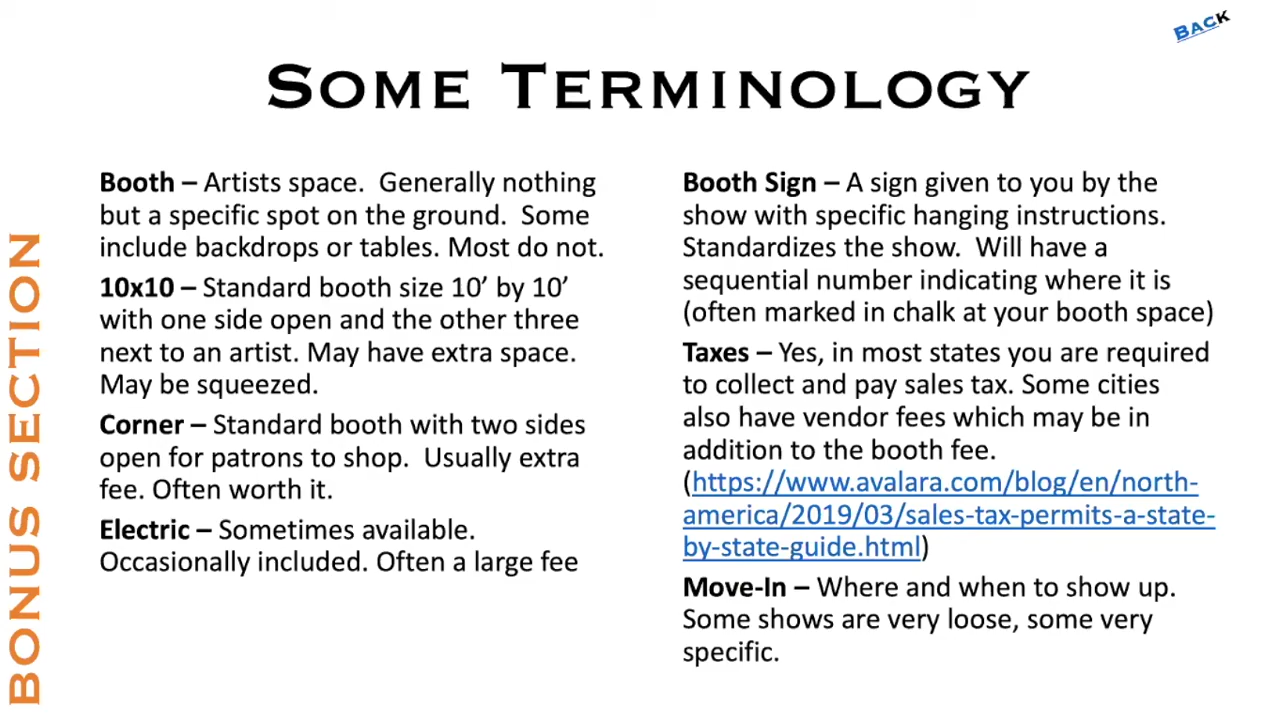 Back
Some Terminology
Booth – Artists space.  Generally nothing
but a specific spot on the ground.  Some
include backdrops or tables. Most do not.
10x10 – Standard booth size 10’ by 10’
with one side open and the other three
next to an artist. May have extra space.
May be squeezed.
Corner – Standard booth with two sides
open for patrons to shop.  Usually extra
fee. Often worth it.
Electric – Sometimes available.
Occasionally included. Often a large fee
Booth Sign – A sign given to you by the
show with specific hanging instructions.
Standardizes the show.  Will have a
sequential number indicating where it is
(often marked in chalk at your booth space)
Taxes – Yes, in most states you are required
to collect and pay sales tax. Some cities
also have vendor fees which may be in
addition to the booth fee.
(https://www.avalara.com/blog/en/north-
america/2019/03/sales-tax-permits-a-state-
by-state-guide.html)
Move-In – Where and when to show up.
Some shows are very loose, some very
specific.
Bonus Section